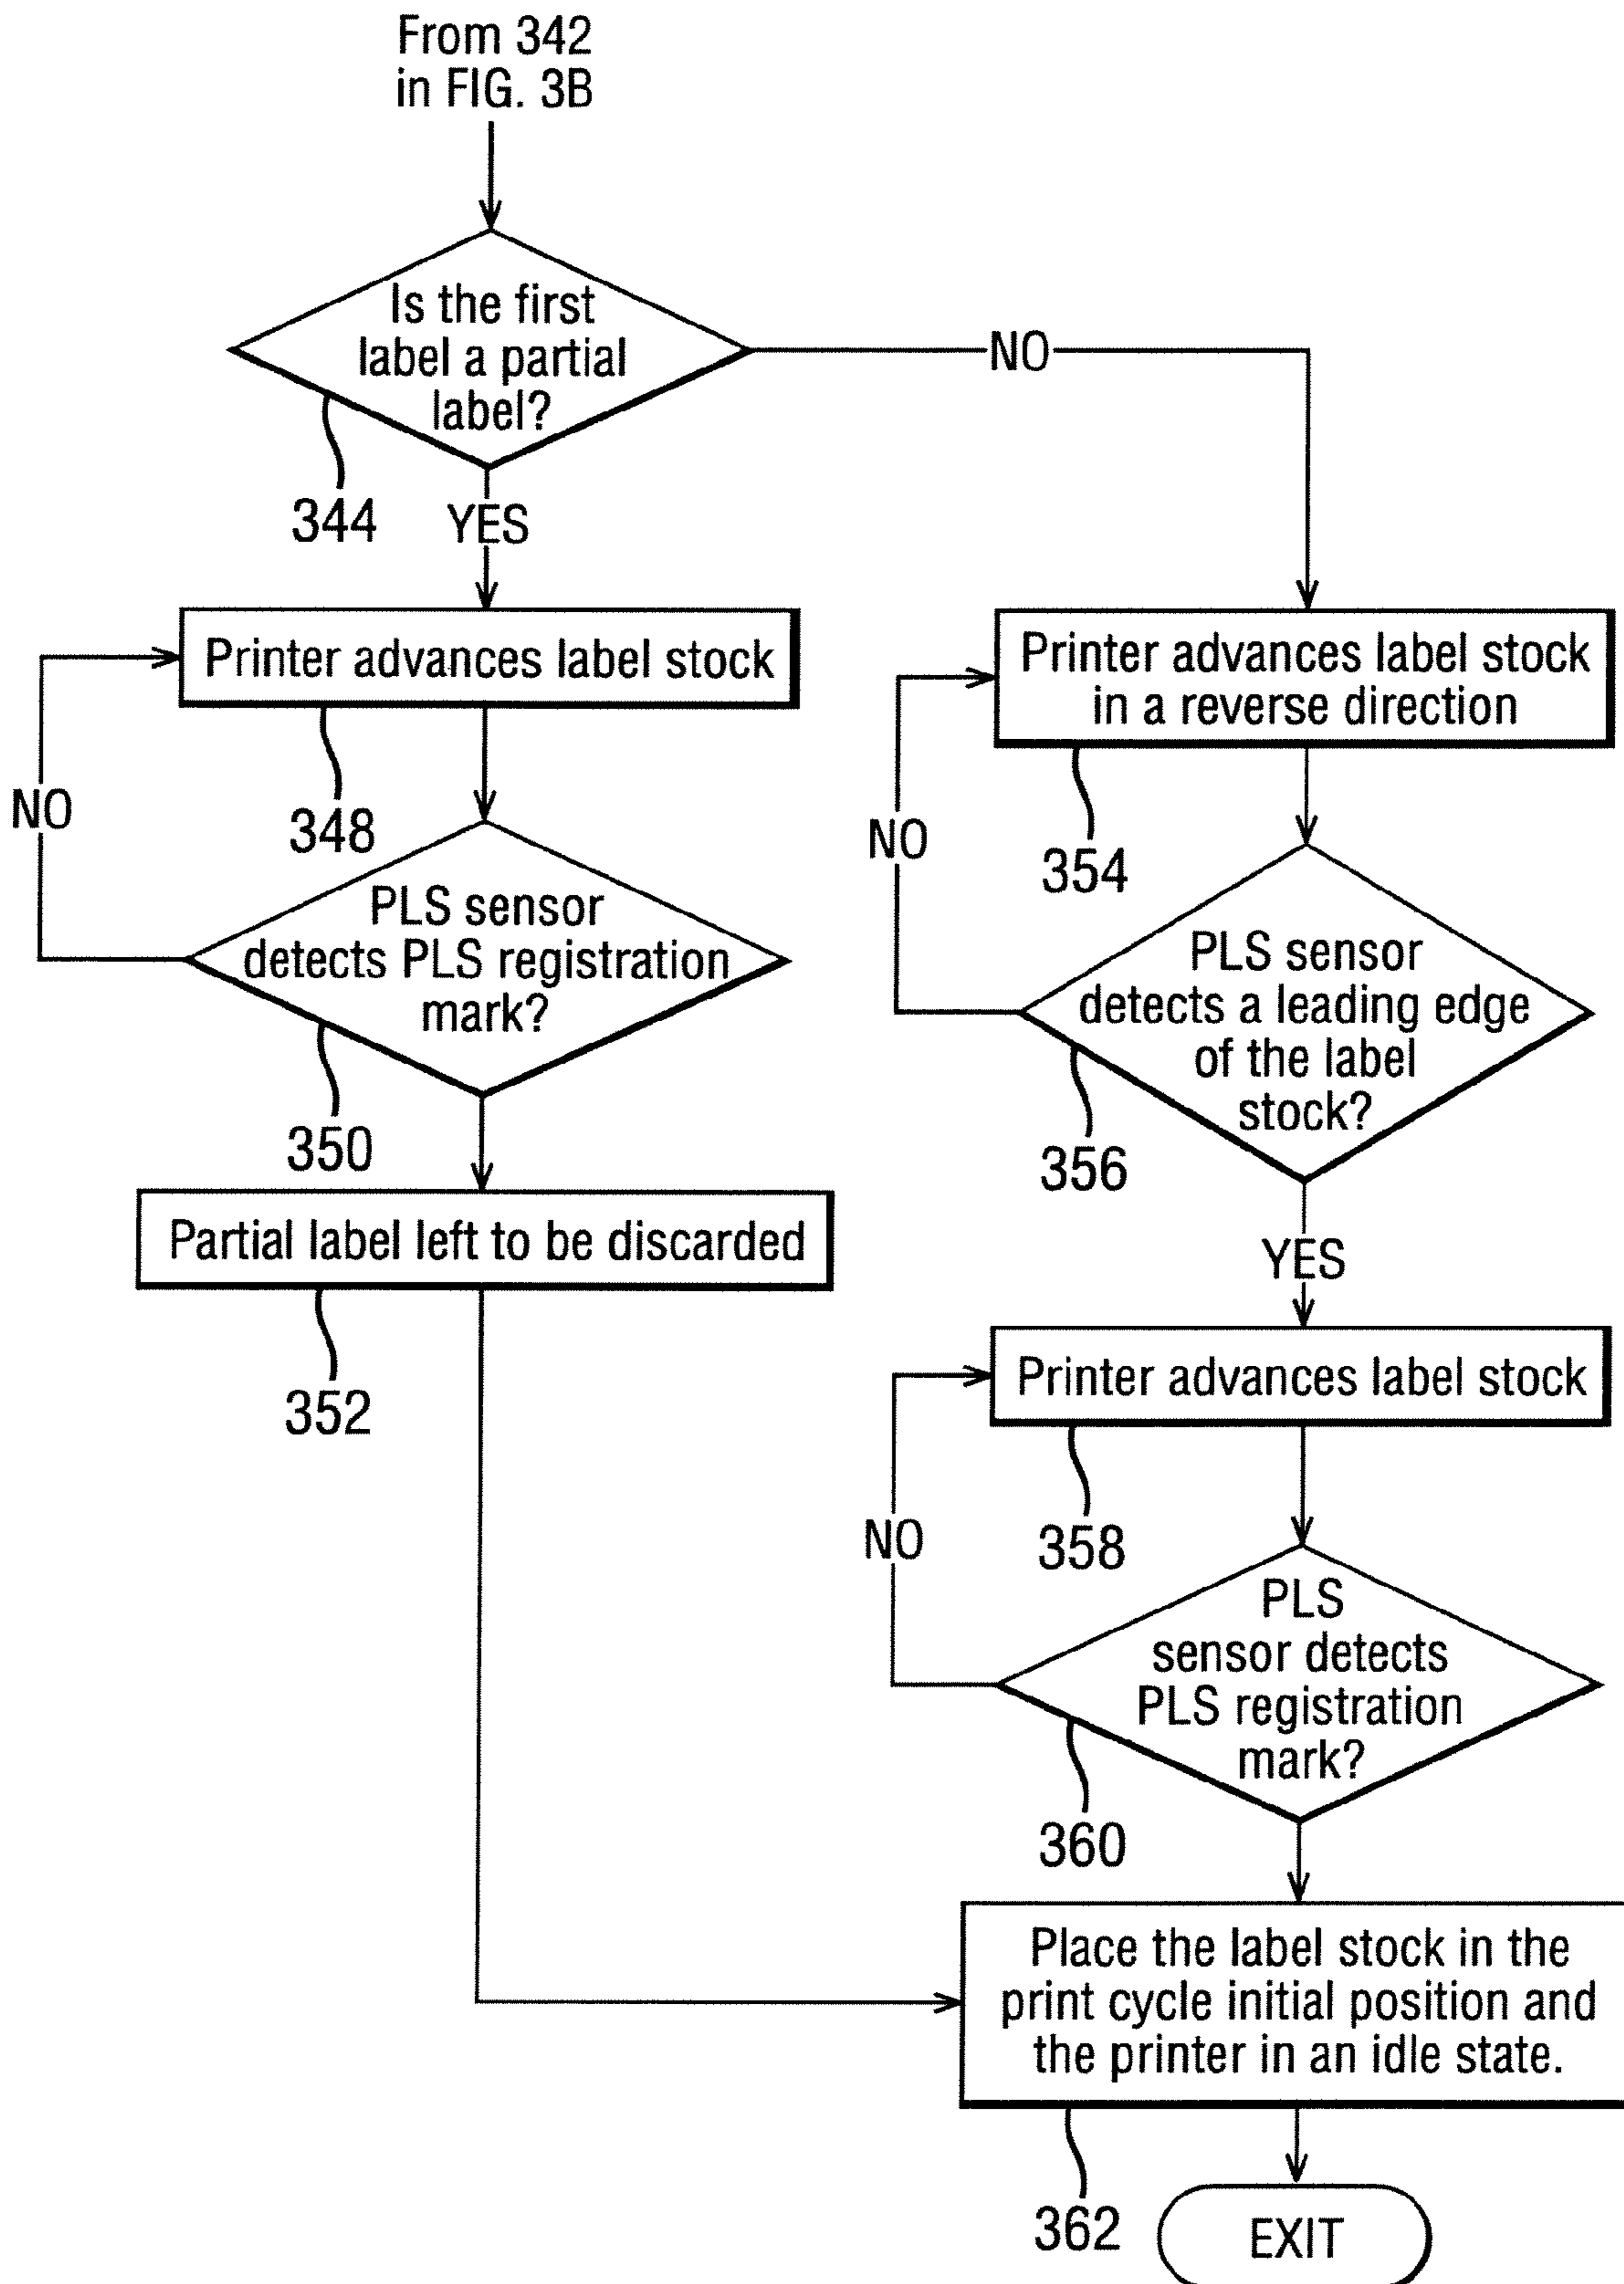 From 342
in FIG. 3B
Is the first
label a partial
label?
344
YES
NO
Printer advances label stock
348
NO
PLS sensor
detects PLS registration
mark?
350
Partial label left to be discarded
352
Printer advances label stock
in a reverse direction
354
NO
PLS sensor
detects a leading edge
of the label
stock?
356
YES
Printer advances label stock
358
NO
PLS
sensor detects
PLS registration
mark?
360
Place the label stock in the
print cycle initial position and
the printer in an idle state.
362
EXIT